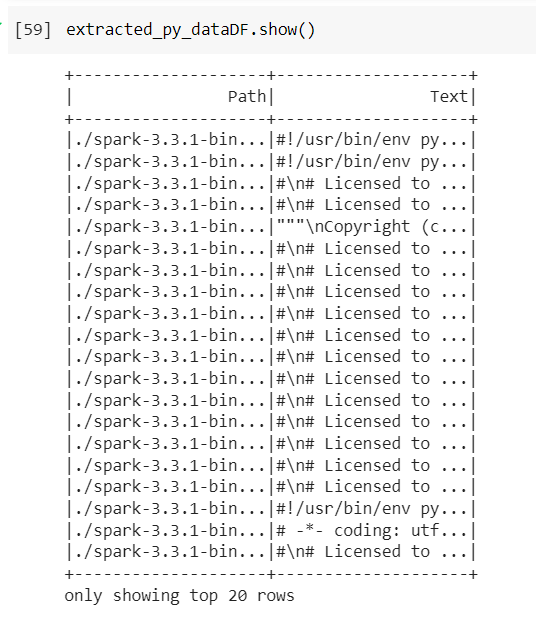 [59] extracted_py_dataDF.show()
+--------------------+--------------------+
|                Path|                Text|
+--------------------+--------------------+
|./spark-3.3.1-bin...|#!/usr/bin/env py...|
|./spark-3.3.1-bin...|#!/usr/bin/env py...|
|./spark-3.3.1-bin...|#\n# Licensed to ...|
|./spark-3.3.1-bin...|#\n# Licensed to ...|
|./spark-3.3.1-bin...|"""\nCopyright (c...|
|./spark-3.3.1-bin...|#\n# Licensed to ...|
|./spark-3.3.1-bin...|#\n# Licensed to ...|
|./spark-3.3.1-bin...|#\n# Licensed to ...|
|./spark-3.3.1-bin...|#\n# Licensed to ...|
|./spark-3.3.1-bin...|#\n# Licensed to ...|
|./spark-3.3.1-bin...|#\n# Licensed to ...|
|./spark-3.3.1-bin...|#\n# Licensed to ...|
|./spark-3.3.1-bin...|#\n# Licensed to ...|
|./spark-3.3.1-bin...|#\n# Licensed to ...|
|./spark-3.3.1-bin...|#\n# Licensed to ...|
|./spark-3.3.1-bin...|#\n# Licensed to ...|
|./spark-3.3.1-bin...|#\n# Licensed to ...|
|./spark-3.3.1-bin...|#!/usr/bin/env py...|
|./spark-3.3.1-bin...|# -*- coding: utf...|
|./spark-3.3.1-bin...|#\n# Licensed to ...|
+--------------------+--------------------+
only showing top 20 rows